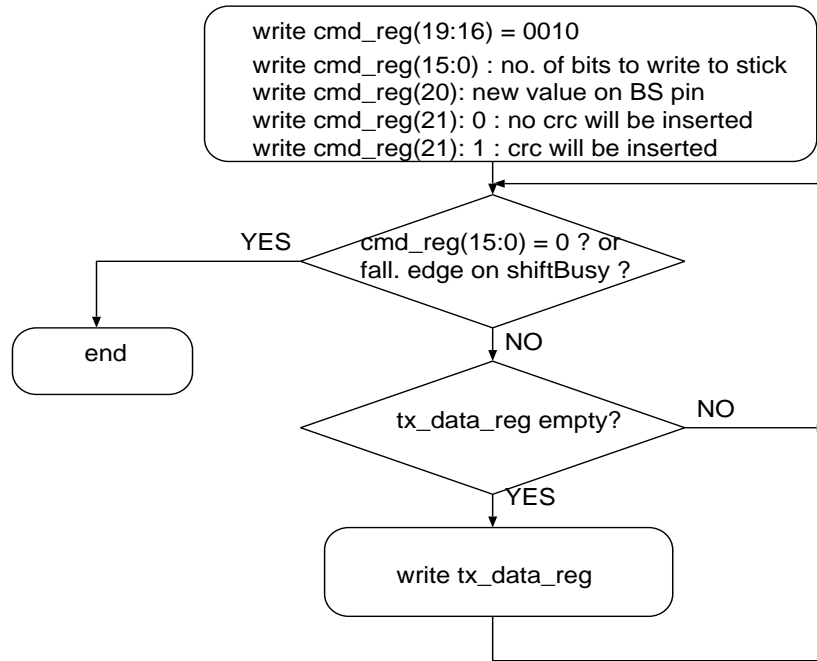 write cmd_reg(19:16) = 0010
write cmd_reg(15:0) : no. of bits to write to stick
write cmd_reg(20): new value on BS pin
write cmd_reg(21): 0 : no crc will be inserted
write cmd_reg(21): 1 : crc will be inserted
YES
cmd_reg(15:0) = 0 ? or
fall. edge on shiftBusy ?
end
NO
tx_data_reg empty?
NO
YES
write tx_data_reg